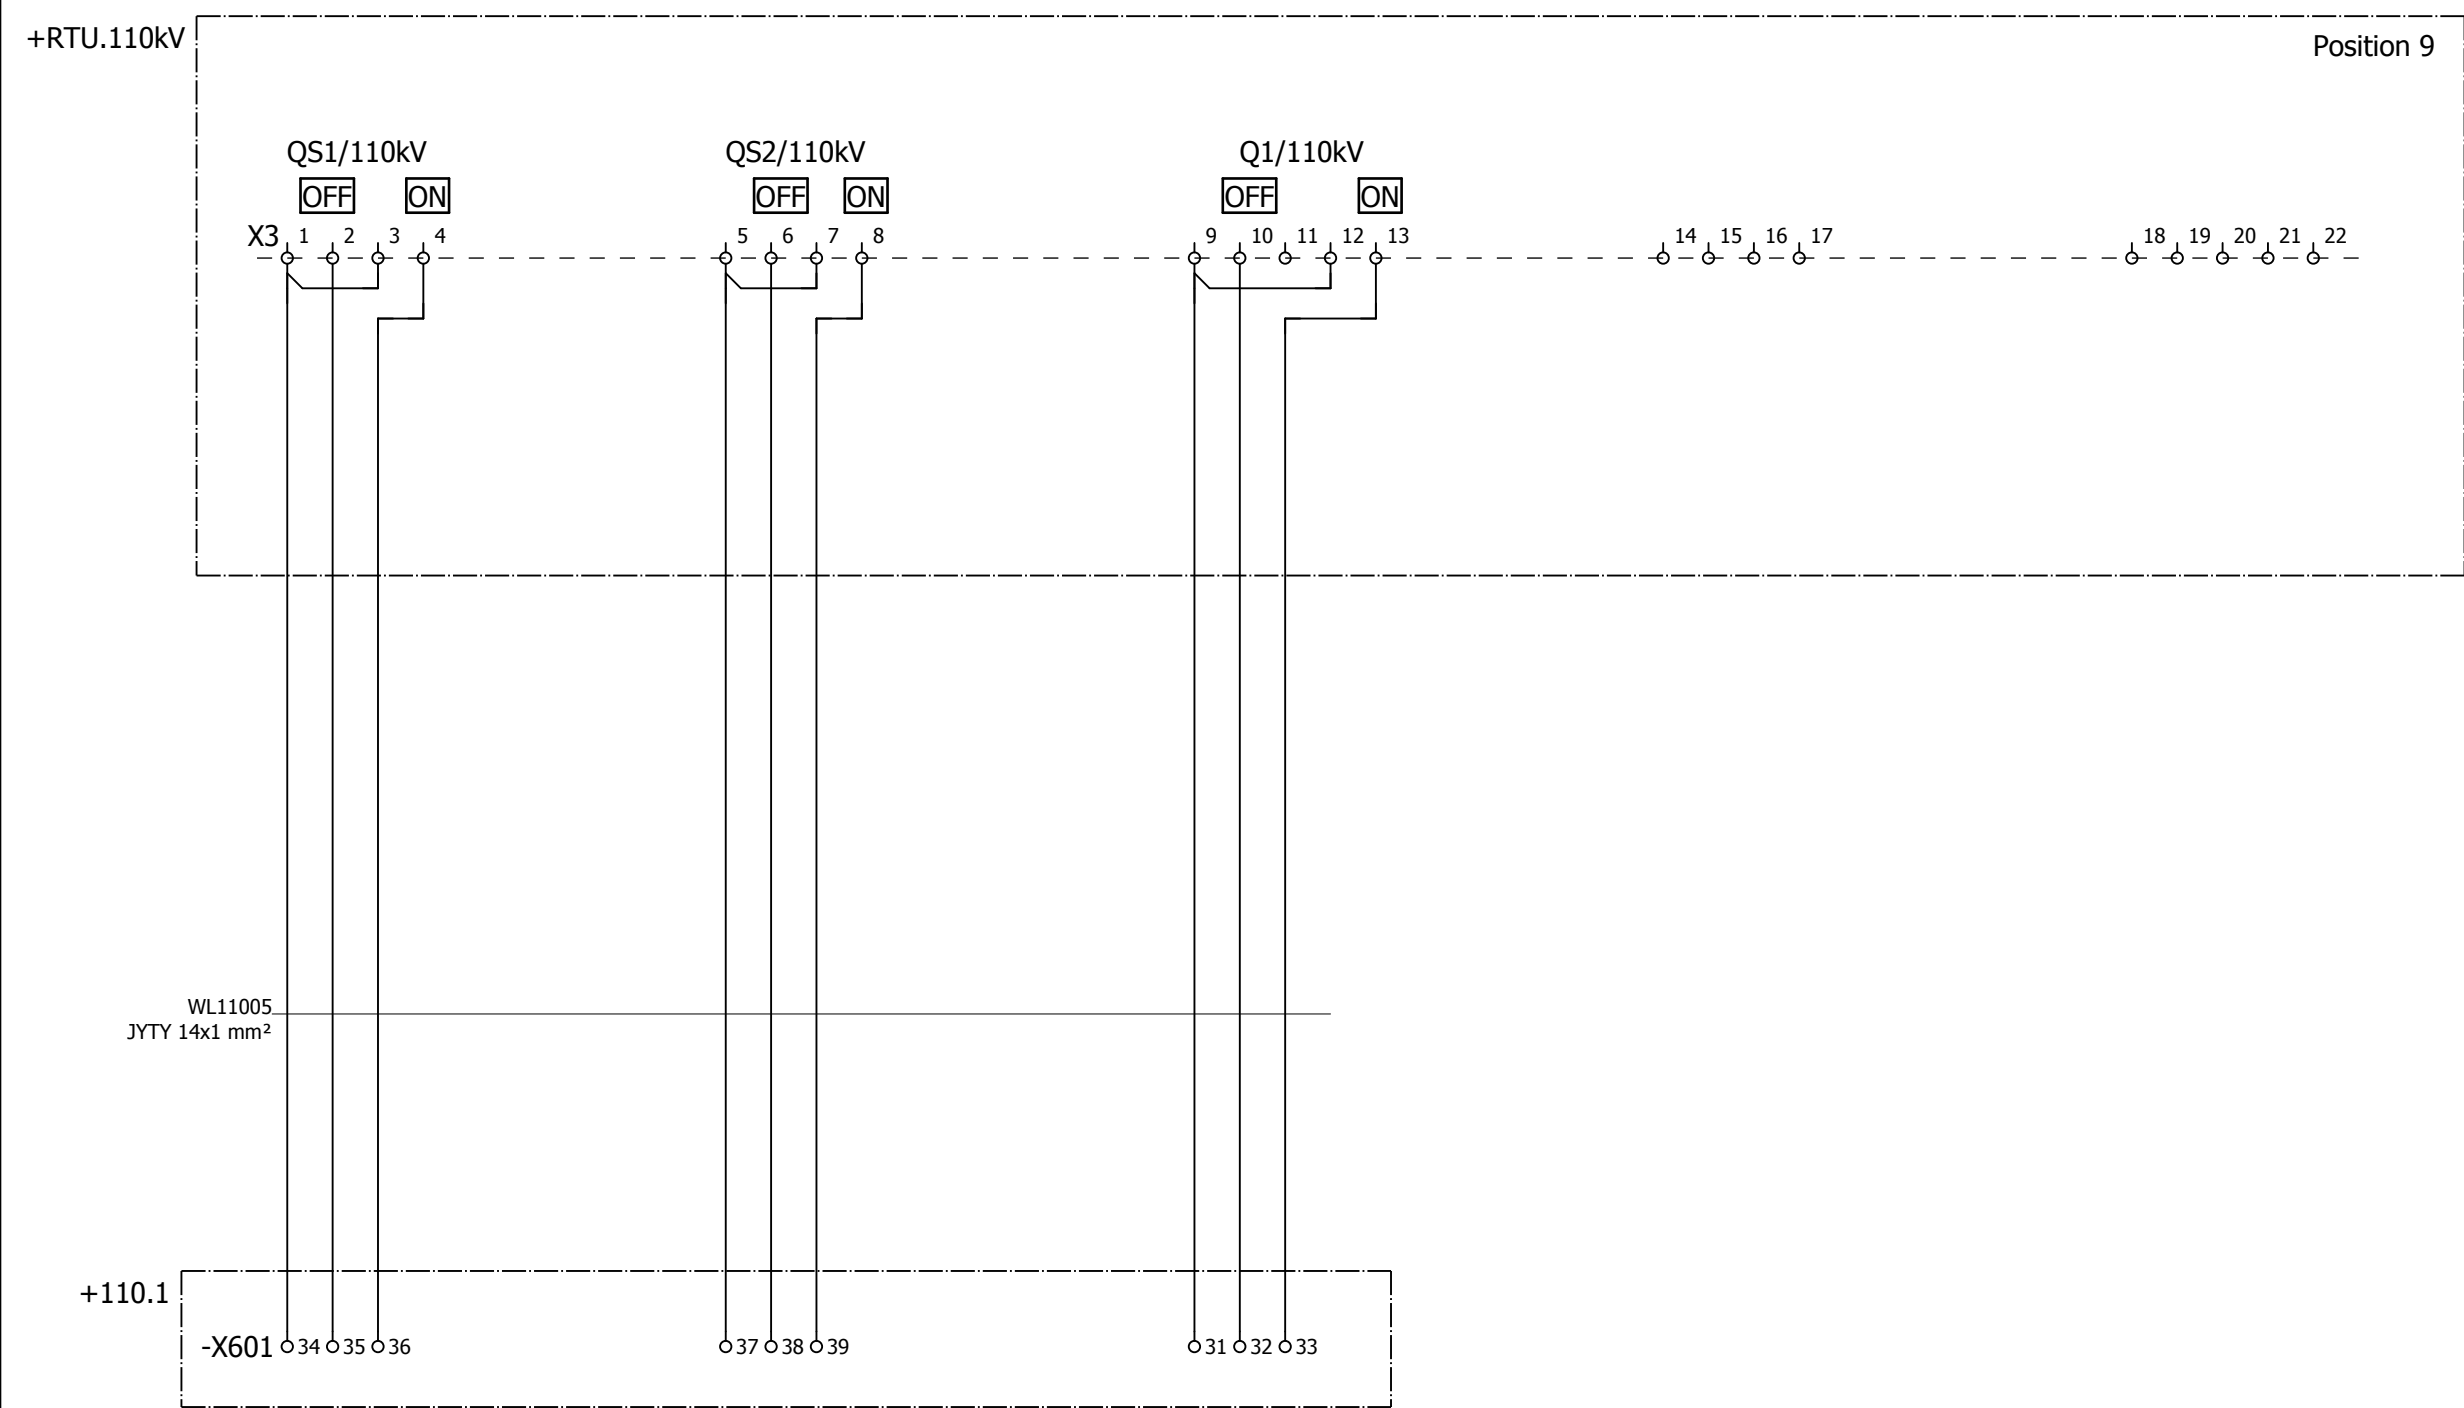 +RTU.110kV
Position 9
QS1/110kV QS2/110kV Q1/110kV
OFF ON OFF ON OFF ON
X3 1 2 3 4 5 6 7 8 9 10 11 12 13 14 15 16 17 18 19 20 21 22
WL11005
JYTY 14x1 mm²
+110.1
-X601 34 35 36 37 38 39 31 32 33